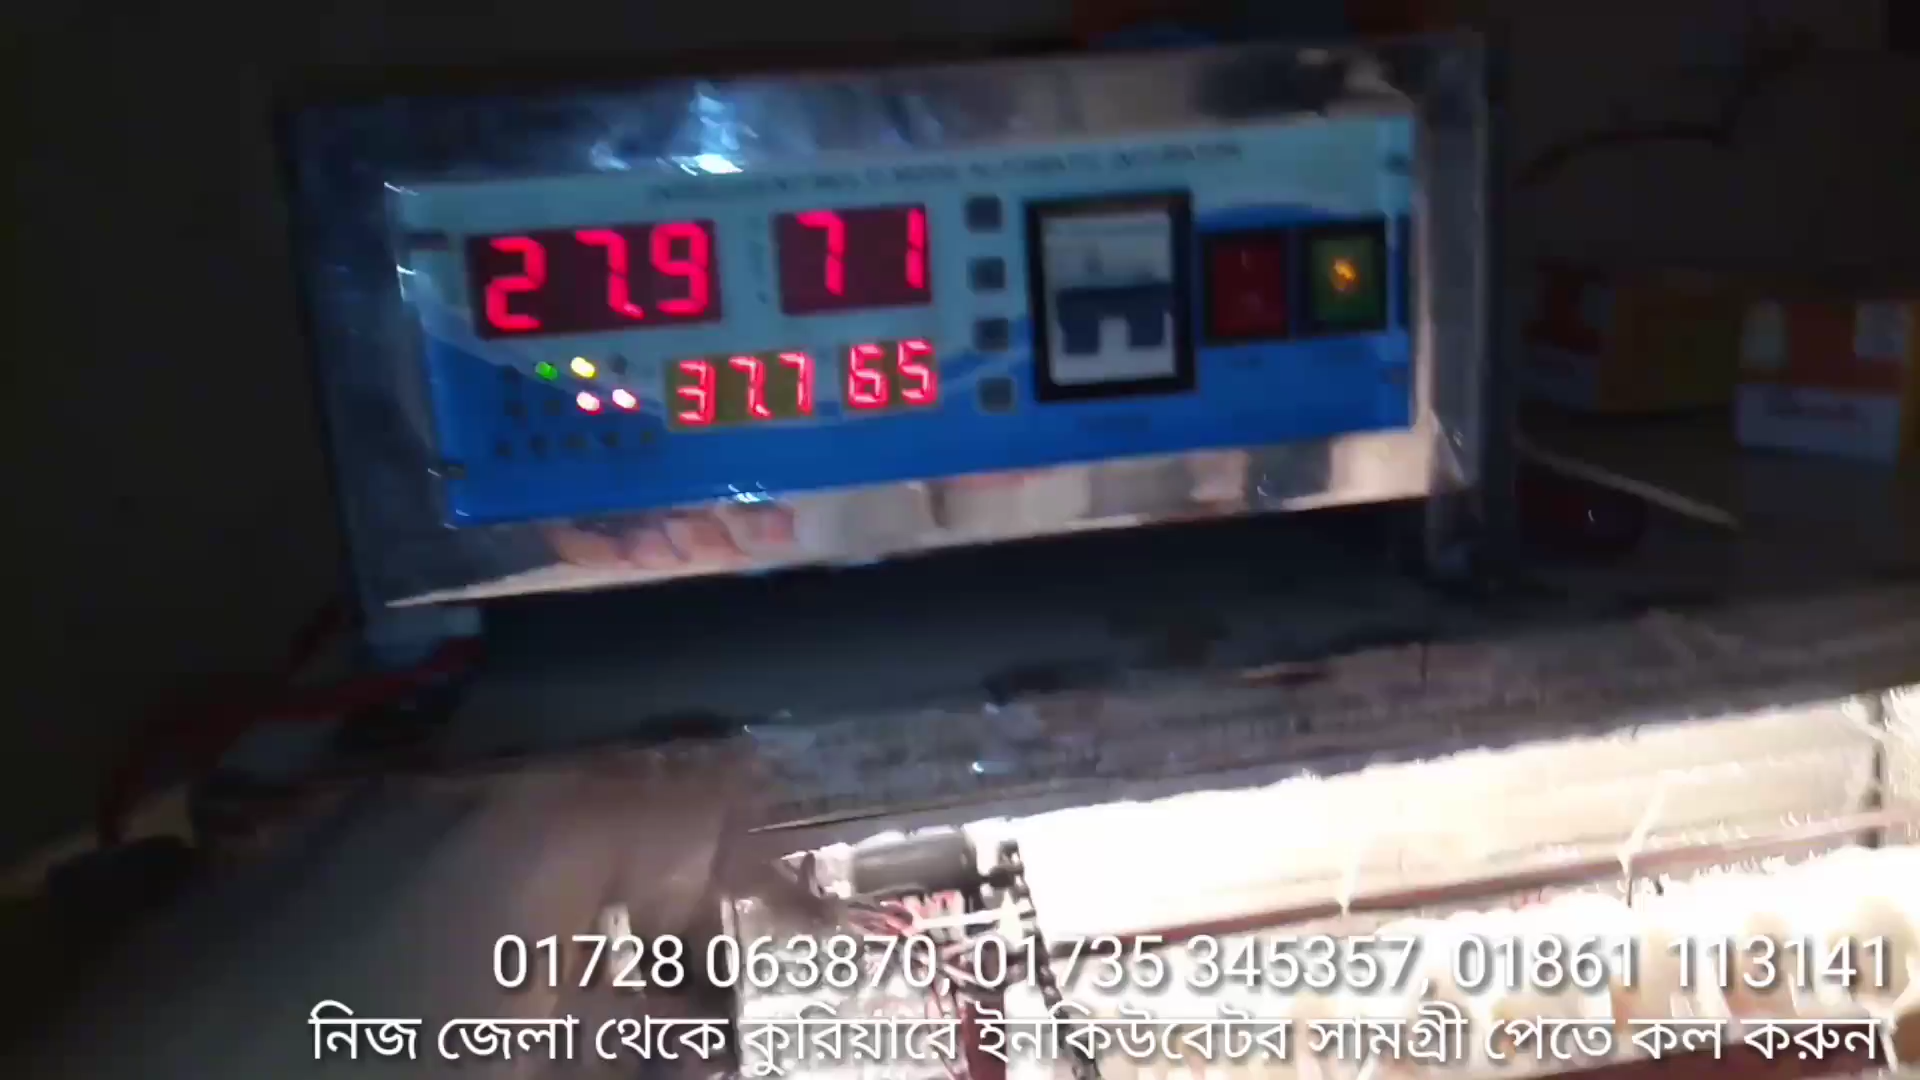 27.9 71
37.7 65
01728 063870, 01735 345357, 01861 113141
নিজ জেলা থেকে কুরিয়ারে ইনকিউবেটর সামগ্রী পেতে কল করুন